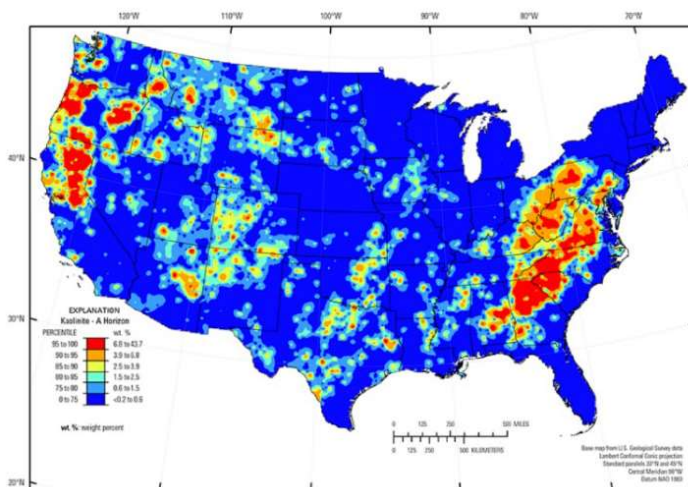 120°W 110°W 100°W 90°W 80°W 70°W
40°N
30°N
20°N
EXPLANATION
Kaolinite - A Horizon
PERCENTILE wt. %
95 to 100 6.8 to 43.7
90 to 95 3.9 to 6.8
85 to 90 2.5 to 3.9
80 to 85 1.5 to 2.5
75 to 80 0.6 to 1.5
0 to 75 <0.2 to 0.6
wt. %: weight percent
0 125 250 500 MILES
0 125 250 500 KILOMETERS
Base map from U.S. Geological Survey data
Lambert Conformal Conic projection
Standard parallels 33°N and 45°N
Central Meridian 96°W
Datum NAD 1983